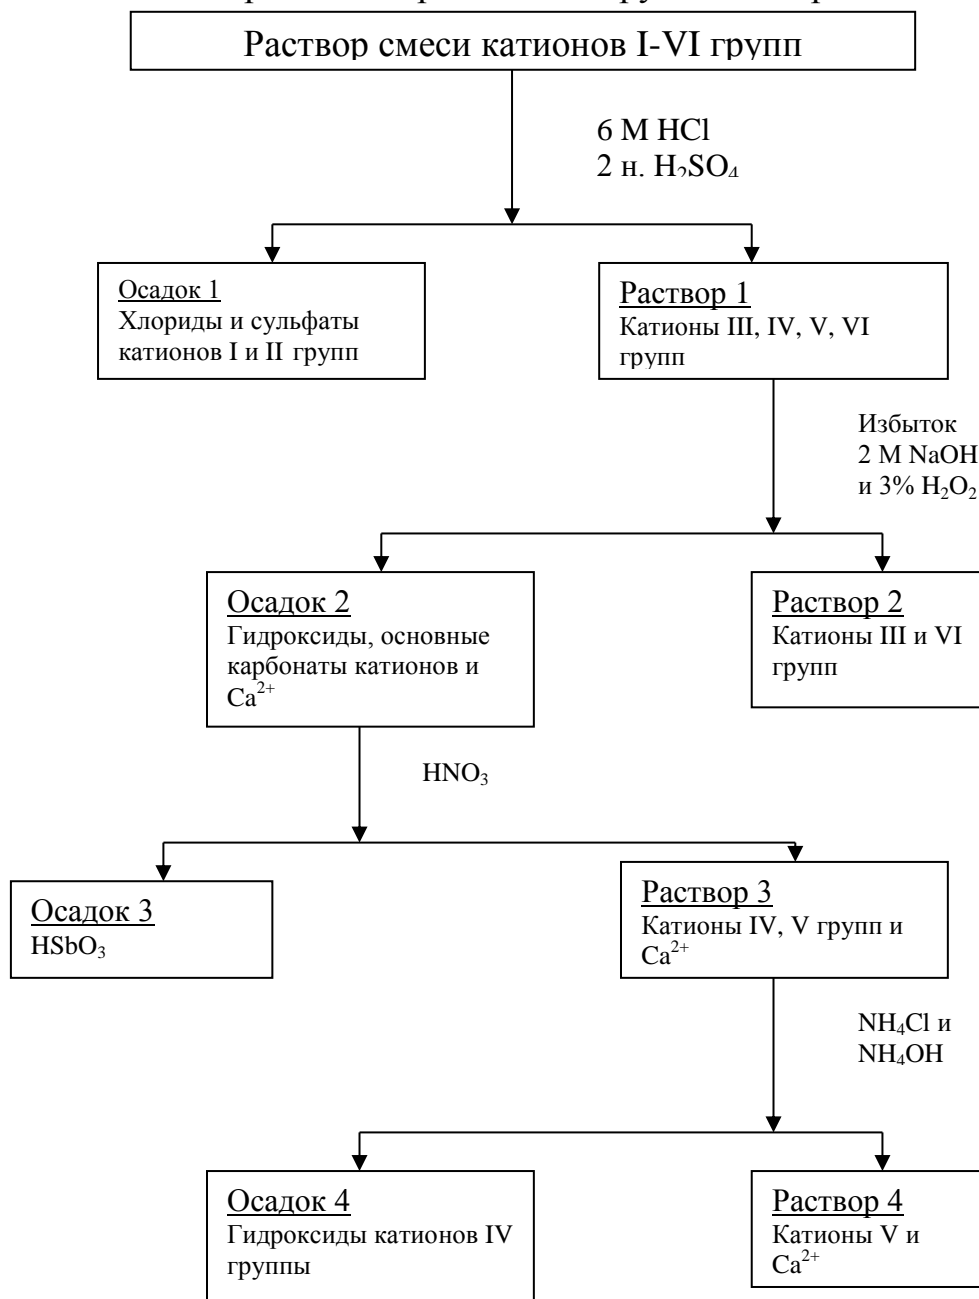 Раствор смеси катионов I-VI групп
6 М HCl
2 н. H₂SO₄
Осадок 1
Хлориды и сульфаты
катионов I и II групп
Раствор 1
Катионы III, IV, V, VI
групп
Избыток
2 М NaOH
и 3% H₂O₂
Осадок 2
Гидроксиды, основные
карбонаты катионов и
Ca²⁺
Раствор 2
Катионы III и VI
групп
HNO₃
Осадок 3
HSbO₃
Раствор 3
Катионы IV, V групп и
Ca²⁺
NH₄Cl и
NH₄OH
Осадок 4
Гидроксиды катионов IV
группы
Раствор 4
Катионы V и
Ca²⁺